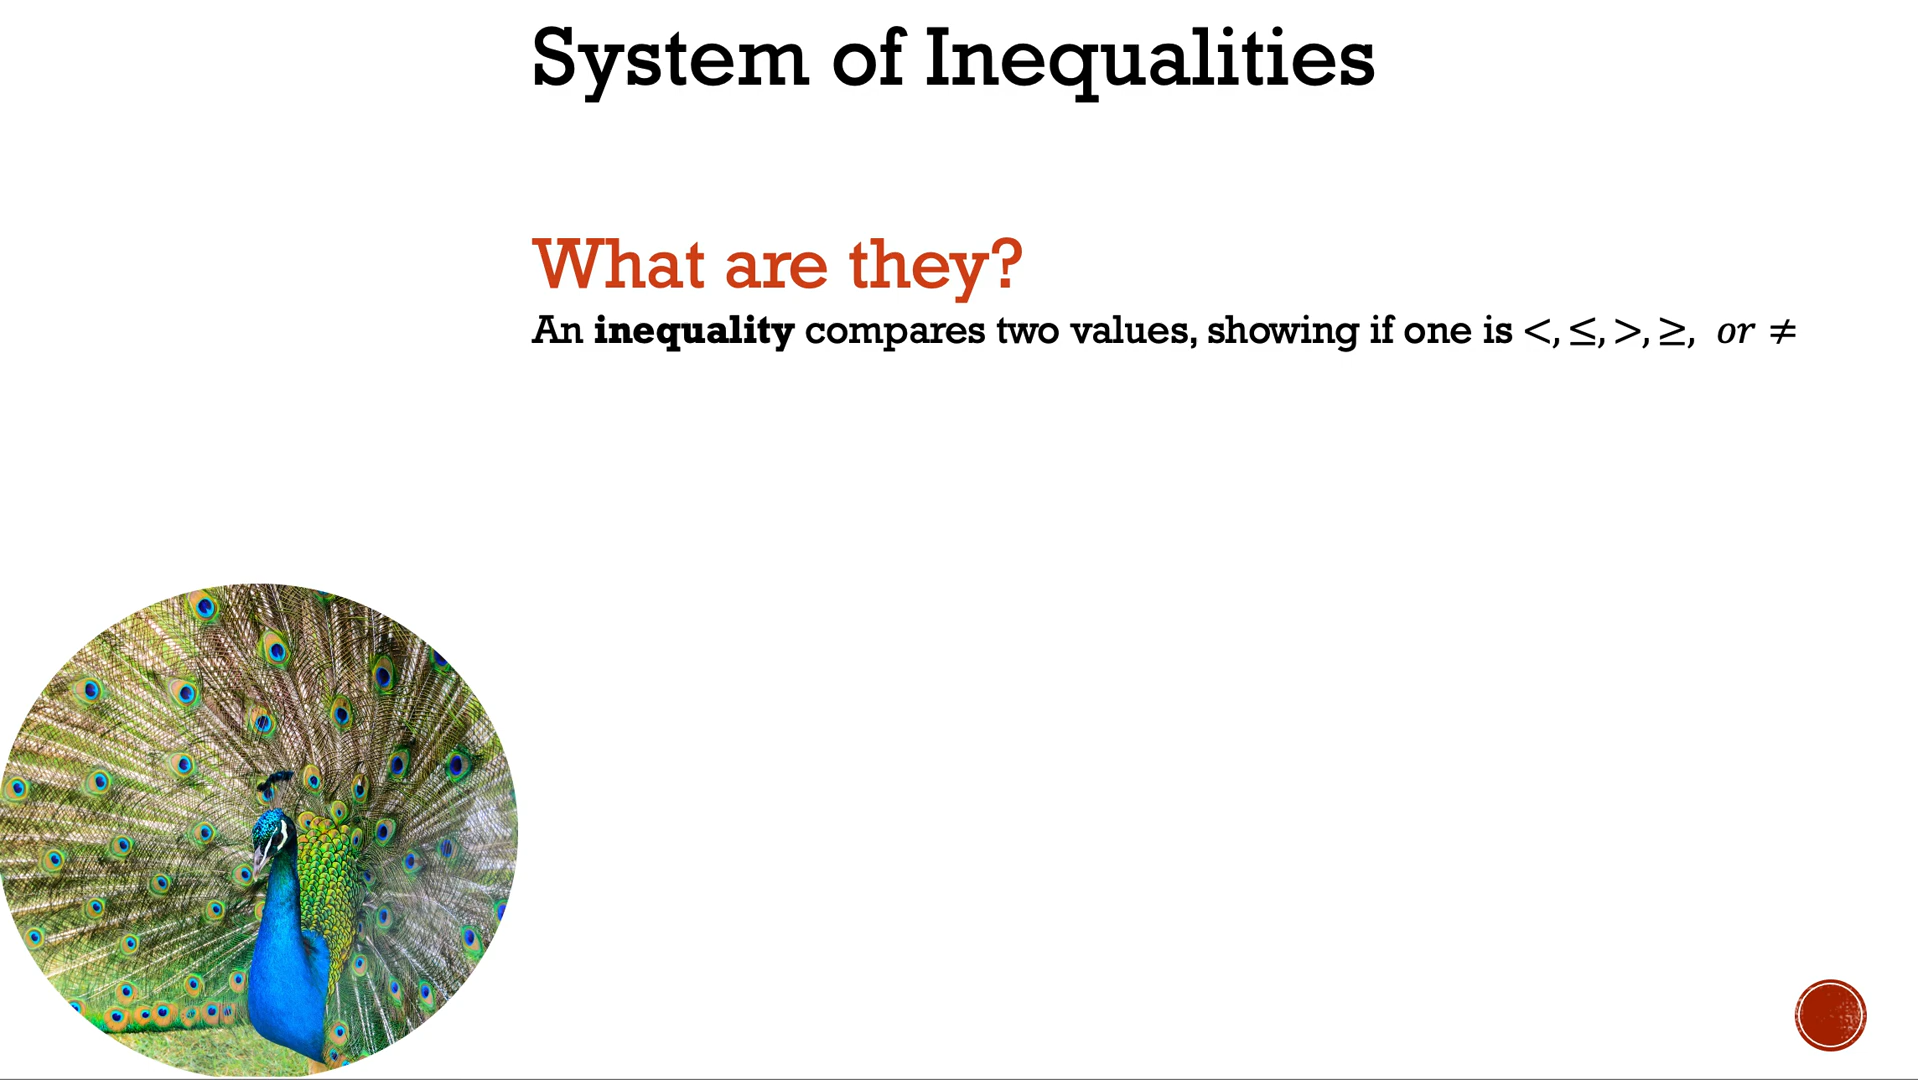 System of Inequalities
What are they?
An inequality compares two values, showing if one is <, ≤, >, ≥, or ≠